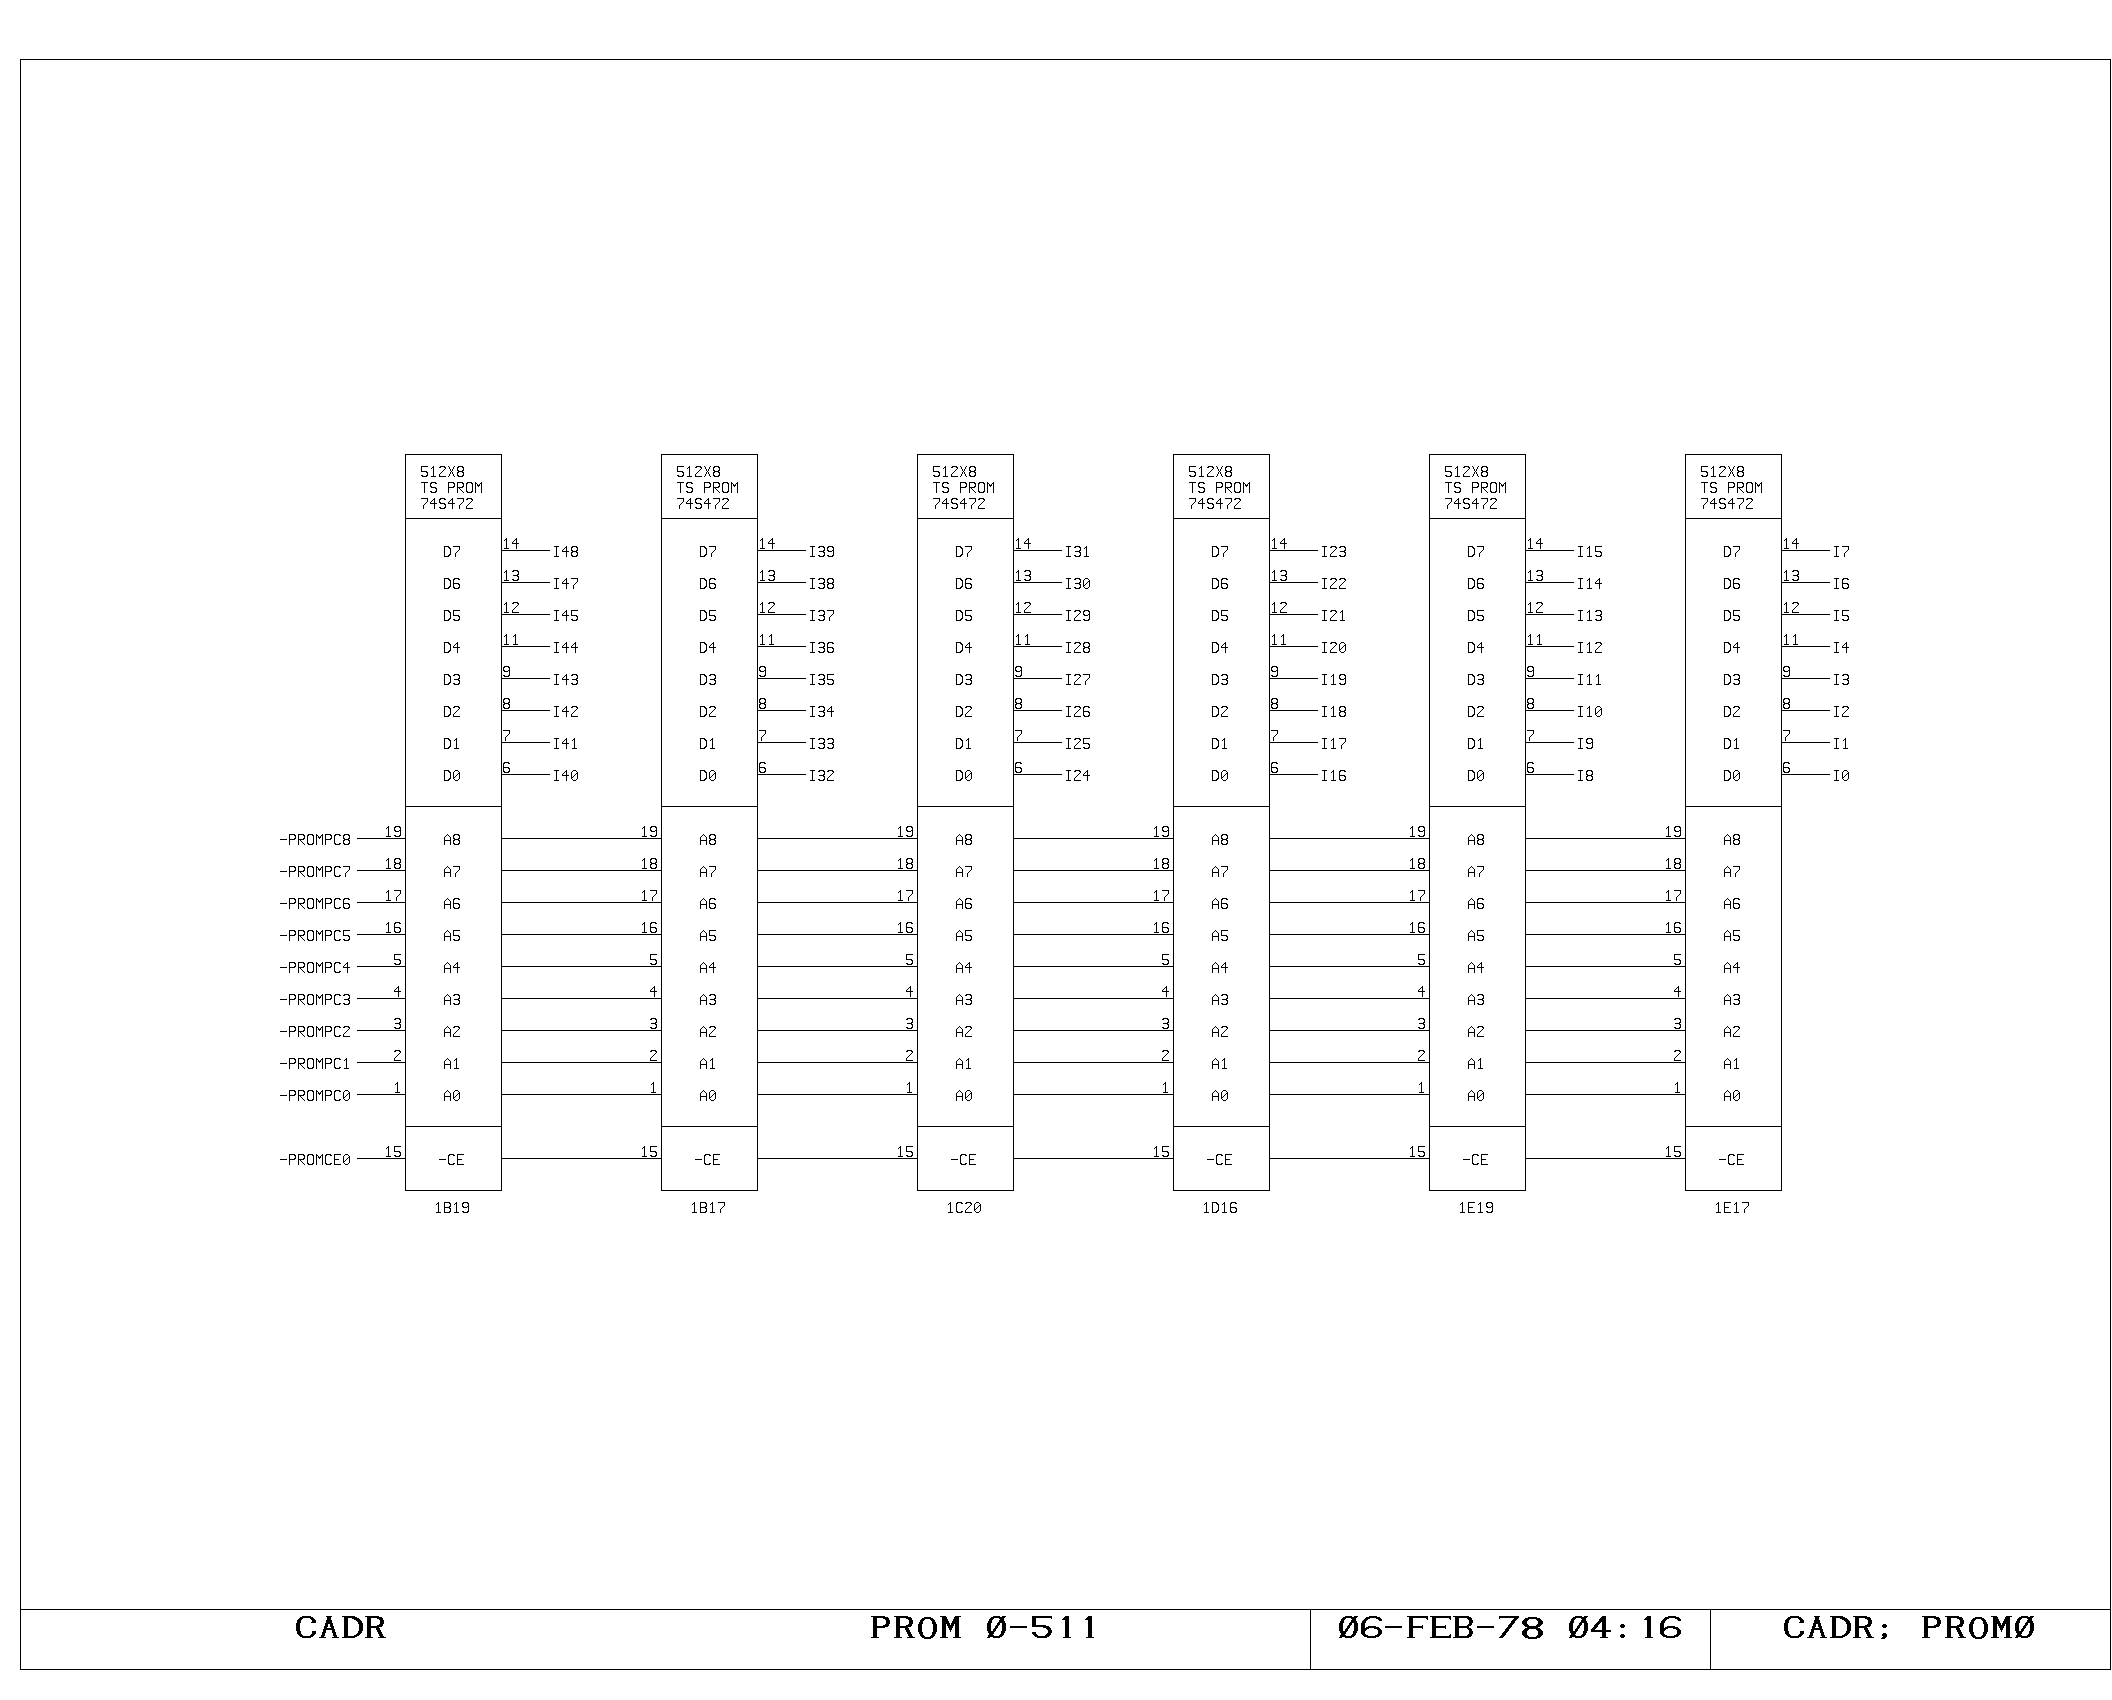 512X8 512X8 512X8 512X8 512X8 512X8
TS PROM TS PROM TS PROM TS PROM TS PROM TS PROM
74S472 74S472 74S472 74S472 74S472 74S472
D7 14 I48 D7 14 I39 D7 14 I31 D7 14 I23 D7 14 I15 D7 14 I7
D6 13 I47 D6 13 I38 D6 13 I30 D6 13 I22 D6 13 I14 D6 13 I6
D5 12 I45 D5 12 I37 D5 12 I29 D5 12 I21 D5 12 I13 D5 12 I5
D4 11 I44 D4 11 I36 D4 11 I28 D4 11 I20 D4 11 I12 D4 11 I4
D3 9 I43 D3 9 I35 D3 9 I27 D3 9 I19 D3 9 I11 D3 9 I3
D2 8 I42 D2 8 I34 D2 8 I26 D2 8 I18 D2 8 I10 D2 8 I2
D1 7 I41 D1 7 I33 D1 7 I25 D1 7 I17 D1 7 I9 D1 7 I1
D0 6 I40 D0 6 I32 D0 6 I24 D0 6 I16 D0 6 I8 D0 6 I0
-PROMPC8 19 A8 19 A8 19 A8 19 A8 19 A8 19 A8
-PROMPC7 18 A7 18 A7 18 A7 18 A7 18 A7 18 A7
-PROMPC6 17 A6 17 A6 17 A6 17 A6 17 A6 17 A6
-PROMPC5 16 A5 16 A5 16 A5 16 A5 16 A5 16 A5
-PROMPC4 5 A4 5 A4 5 A4 5 A4 5 A4 5 A4
-PROMPC3 4 A3 4 A3 4 A3 4 A3 4 A3 4 A3
-PROMPC2 3 A2 3 A2 3 A2 3 A2 3 A2 3 A2
-PROMPC1 2 A1 2 A1 2 A1 2 A1 2 A1 2 A1
-PROMPC0 1 A0 1 A0 1 A0 1 A0 1 A0 1 A0
-PROMCE0 15 -CE 15 -CE 15 -CE 15 -CE 15 -CE 15 -CE
1B19 1B17 1C20 1D16 1E19 1E17
CADR PROM Ø-511 Ø6-FEB-78 Ø4:16 CADR; PROMØ